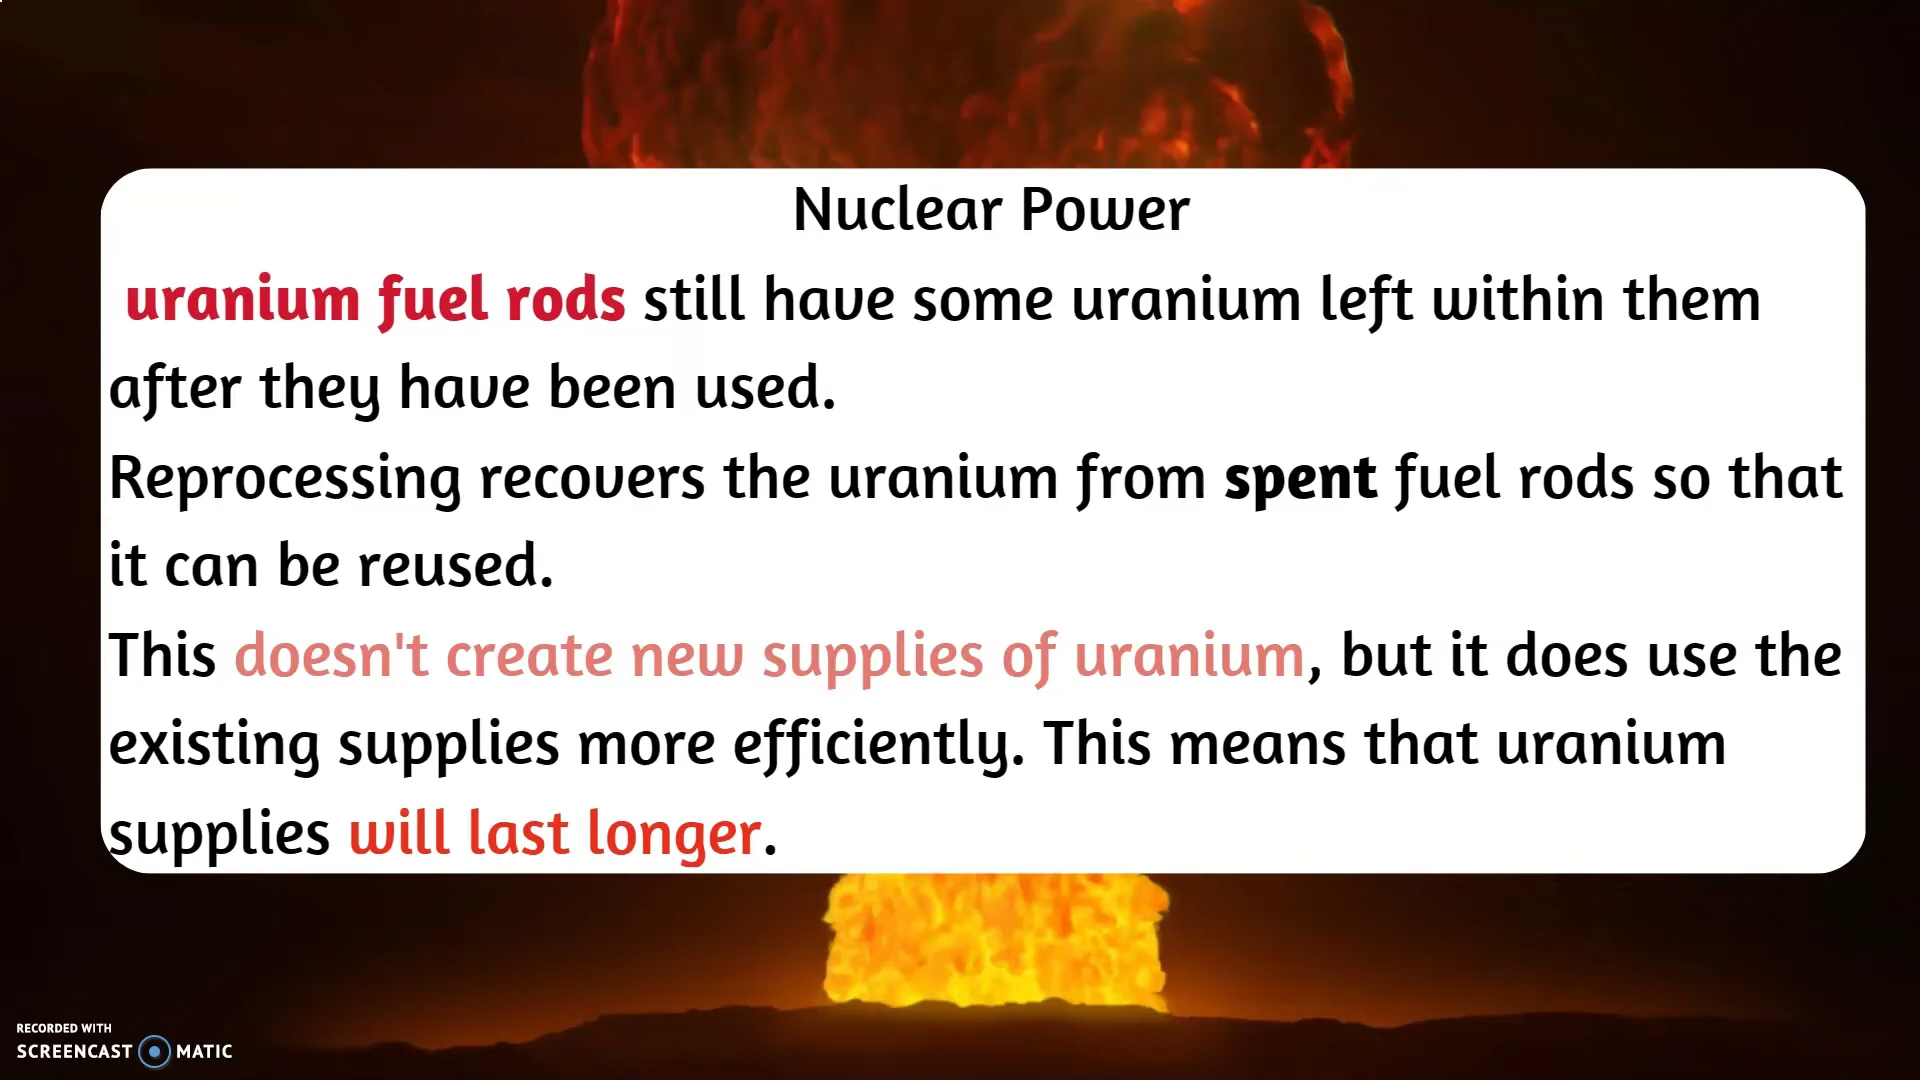 Nuclear Power
uranium fuel rods still have some uranium left within them
after they have been used.
Reprocessing recovers the uranium from spent fuel rods so that
it can be reused.
This doesn't create new supplies of uranium, but it does use the
existing supplies more efficiently. This means that uranium
supplies will last longer.
RECORDED WITH
SCREENCAST MATIC